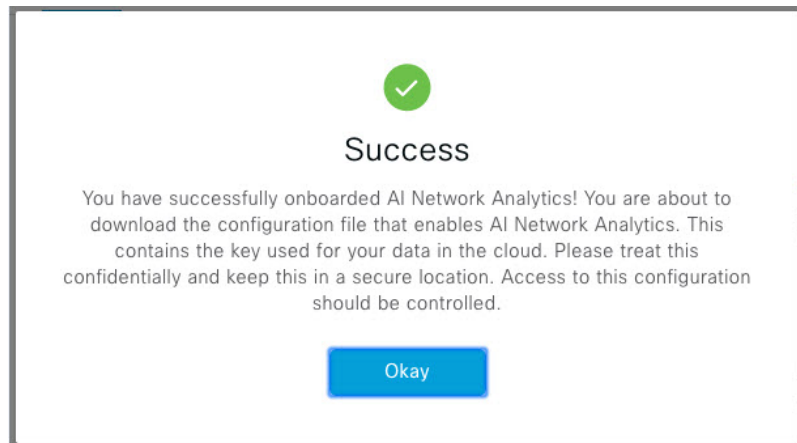 Success
You have successfully onboarded AI Network Analytics! You are about to
download the configuration file that enables AI Network Analytics. This
contains the key used for your data in the cloud. Please treat this
confidentially and keep this in a secure location. Access to this configuration
should be controlled.
Okay